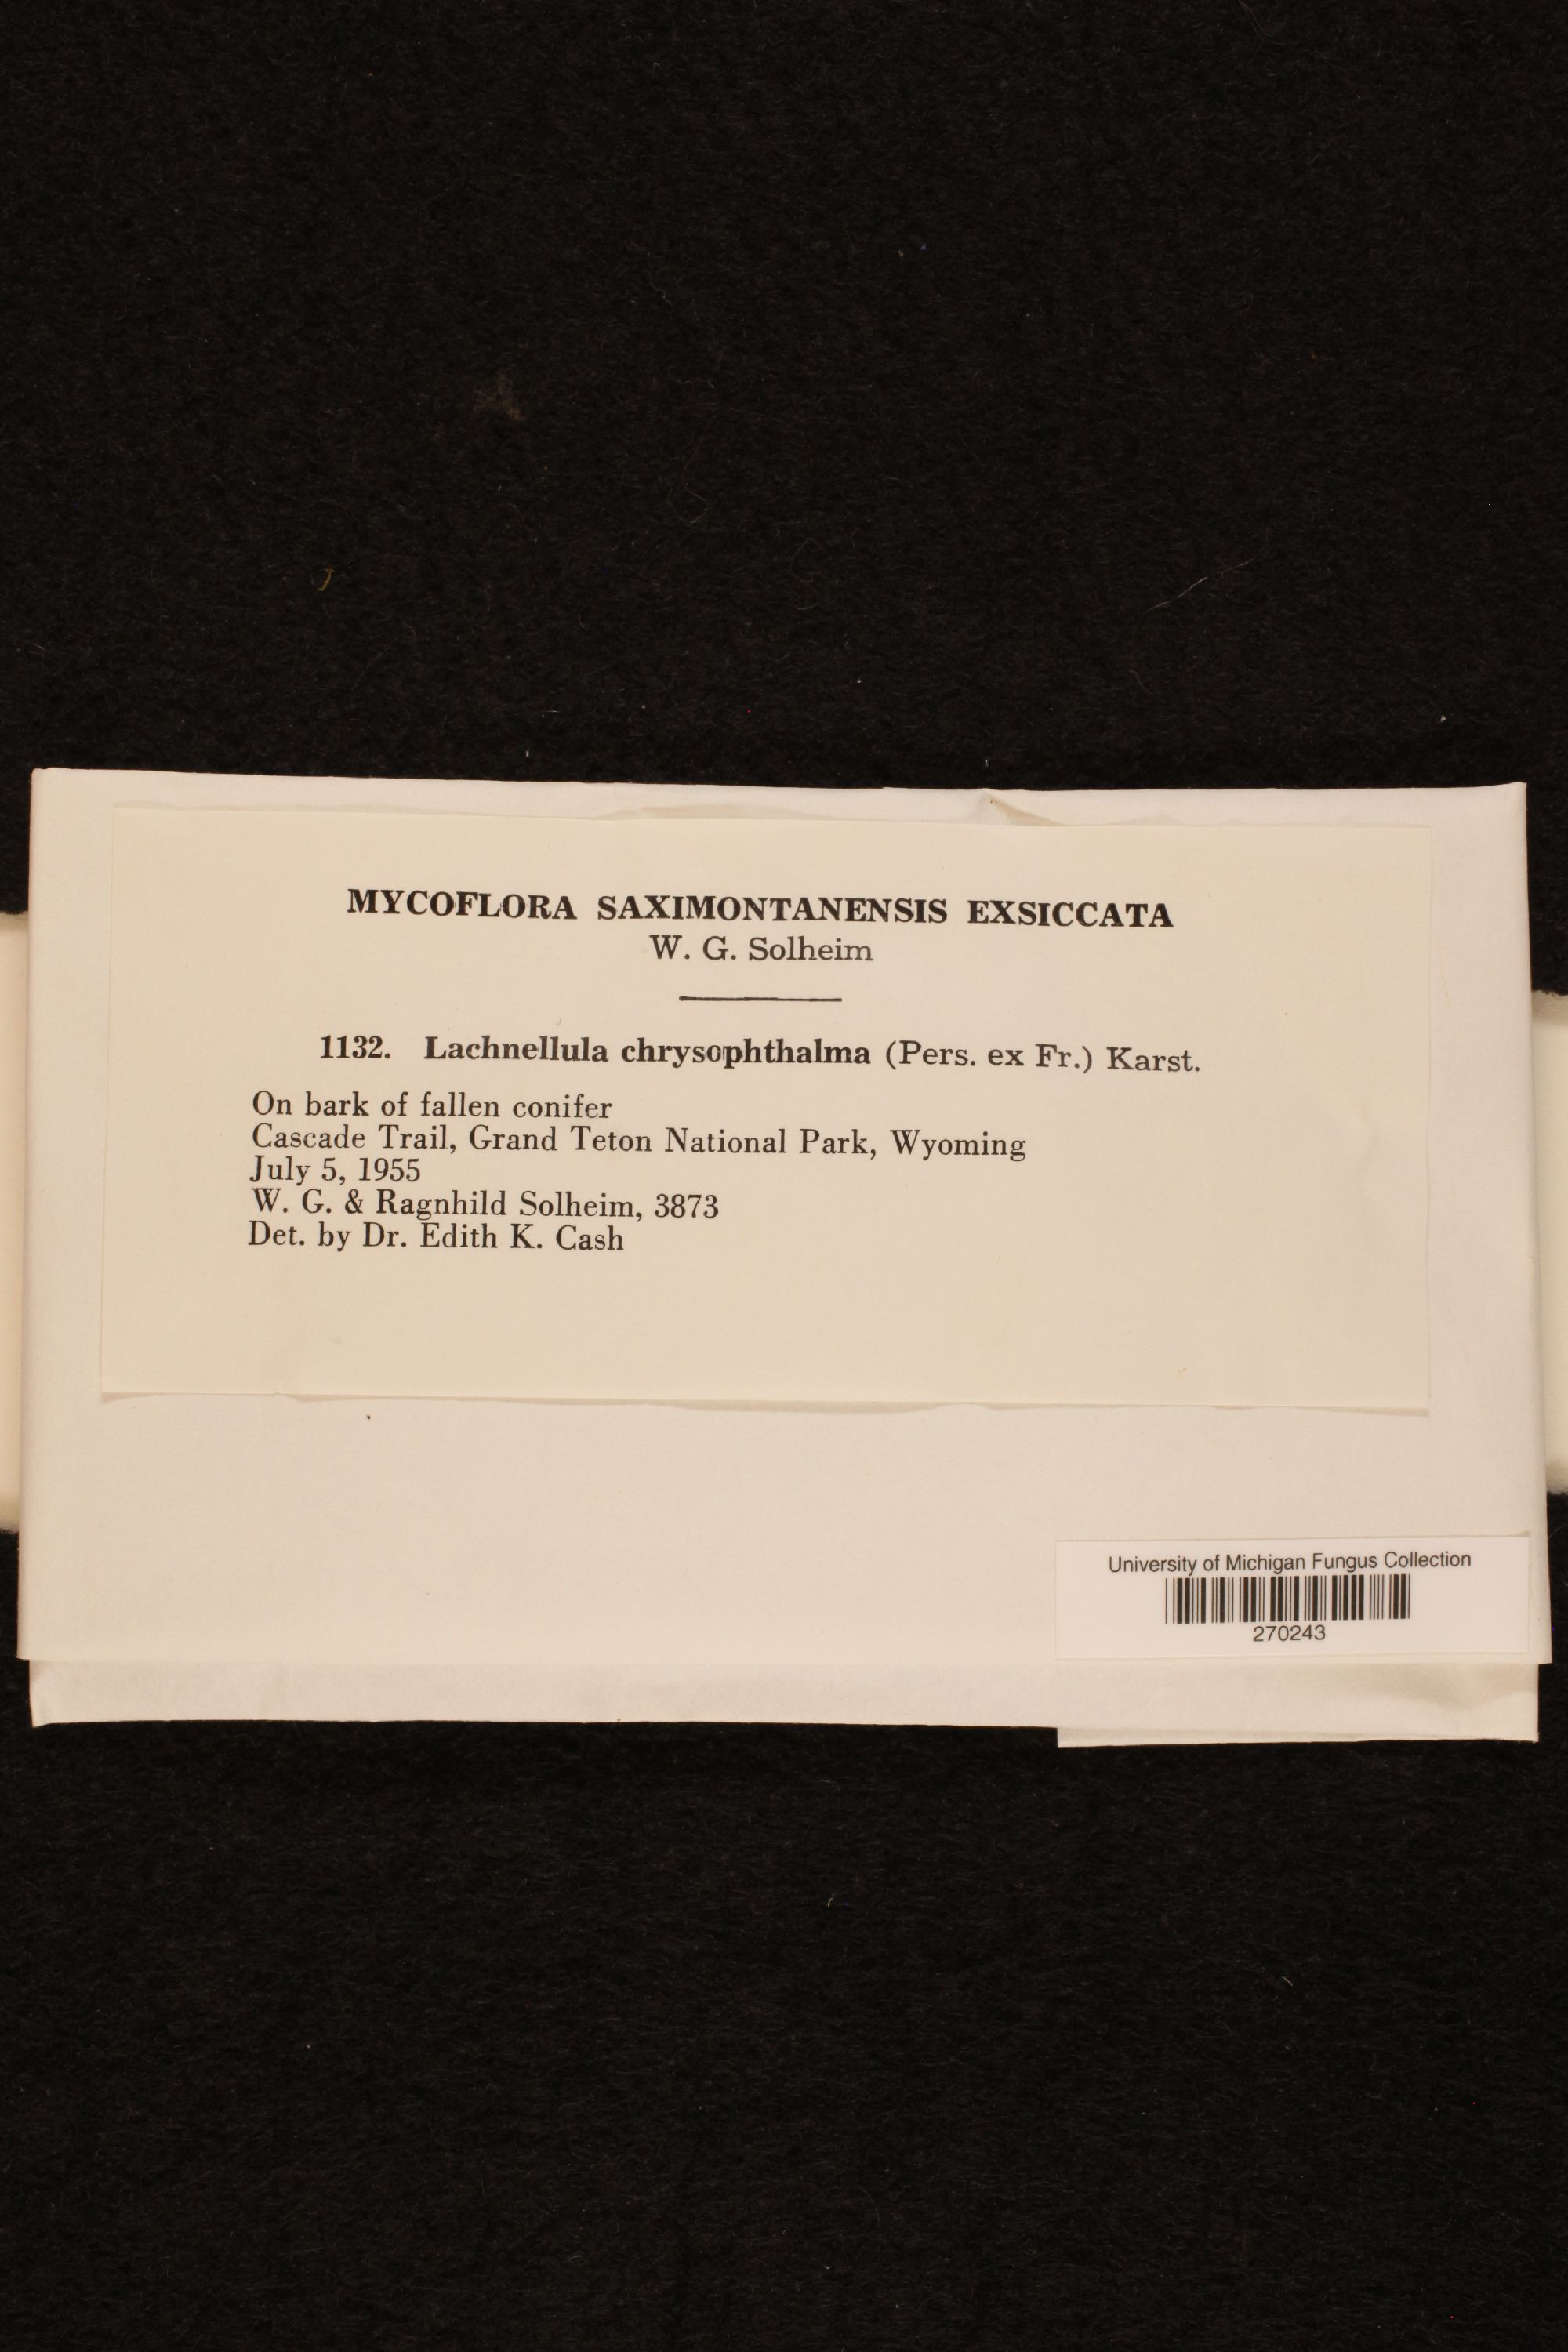 MYCOFLORA SAXIMONTANENSIS EXSICCATA
W. G. Solheim
1132. Lachnellula chrysophthalma (Pers. ex Fr.) Karst.
On bark of fallen conifer
Cascade Trail, Grand Teton National Park, Wyoming
July 5, 1955
W. G. & Ragnhild Solheim, 3873
Det. by Dr. Edith K. Cash
University of Michigan Fungus Collection
270243